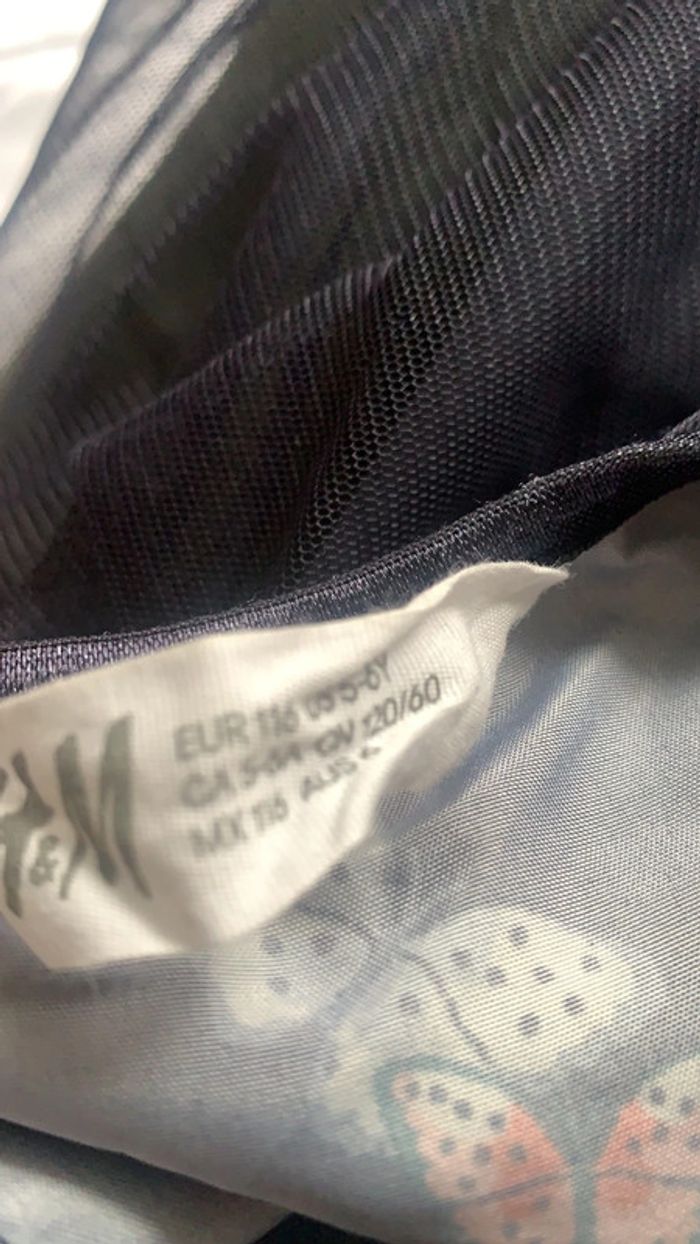 H&M
EUR 116 US 5-6Y
CA 5-6A CN 120/60
MX 116 AUS